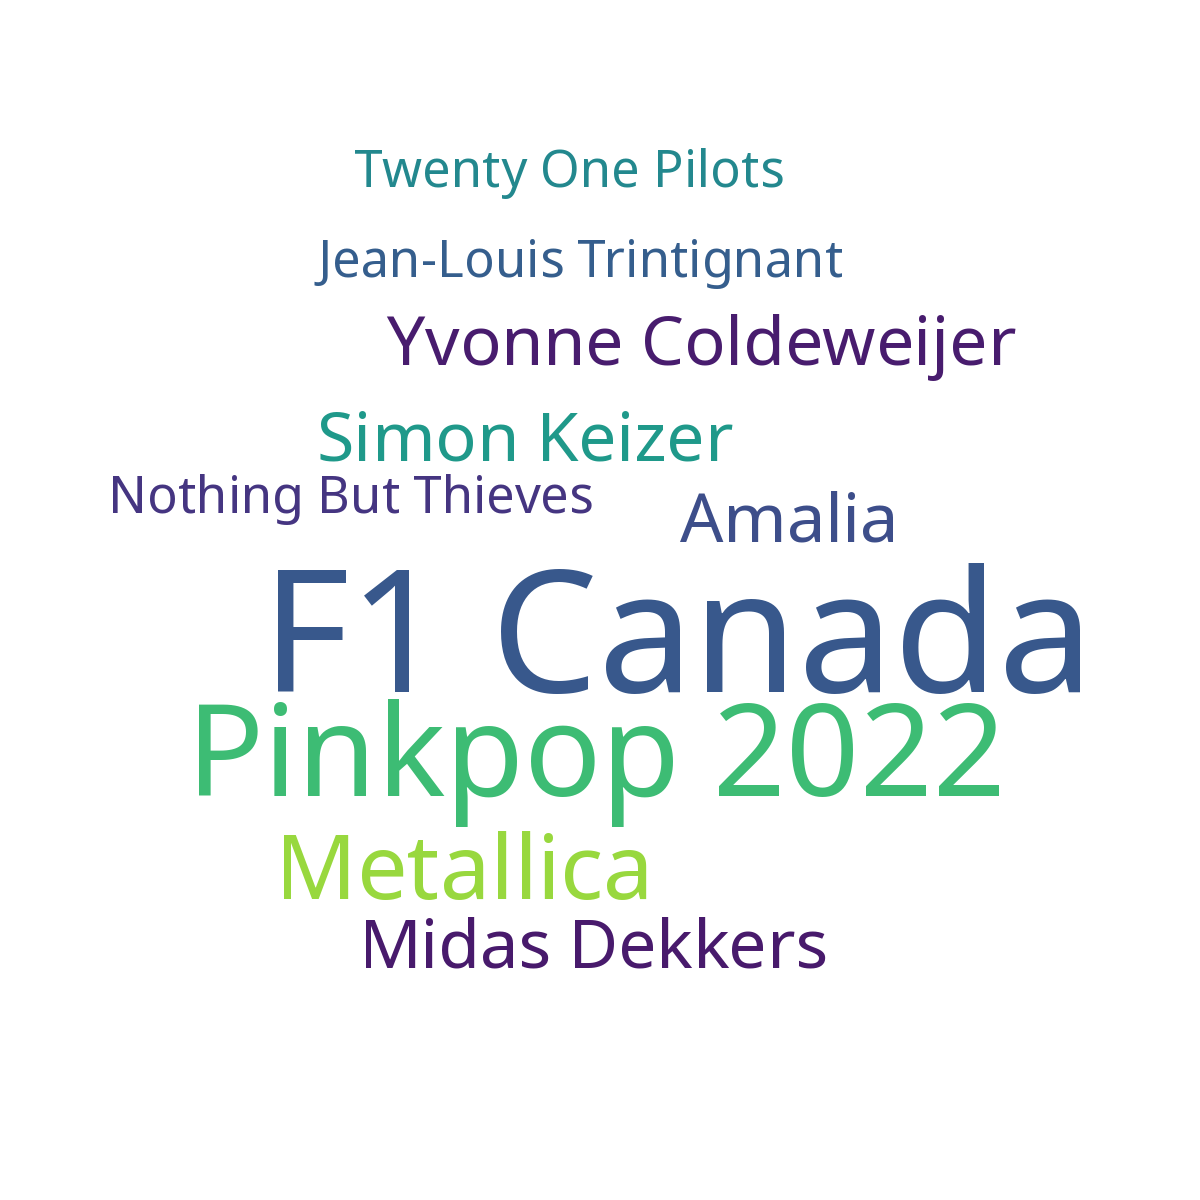 Twenty One Pilots
Jean-Louis Trintignant
Yvonne Coldeweijer
Simon Keizer
Nothing But Thieves
Amalia
F1 Canada
Pinkpop 2022
Metallica
Midas Dekkers